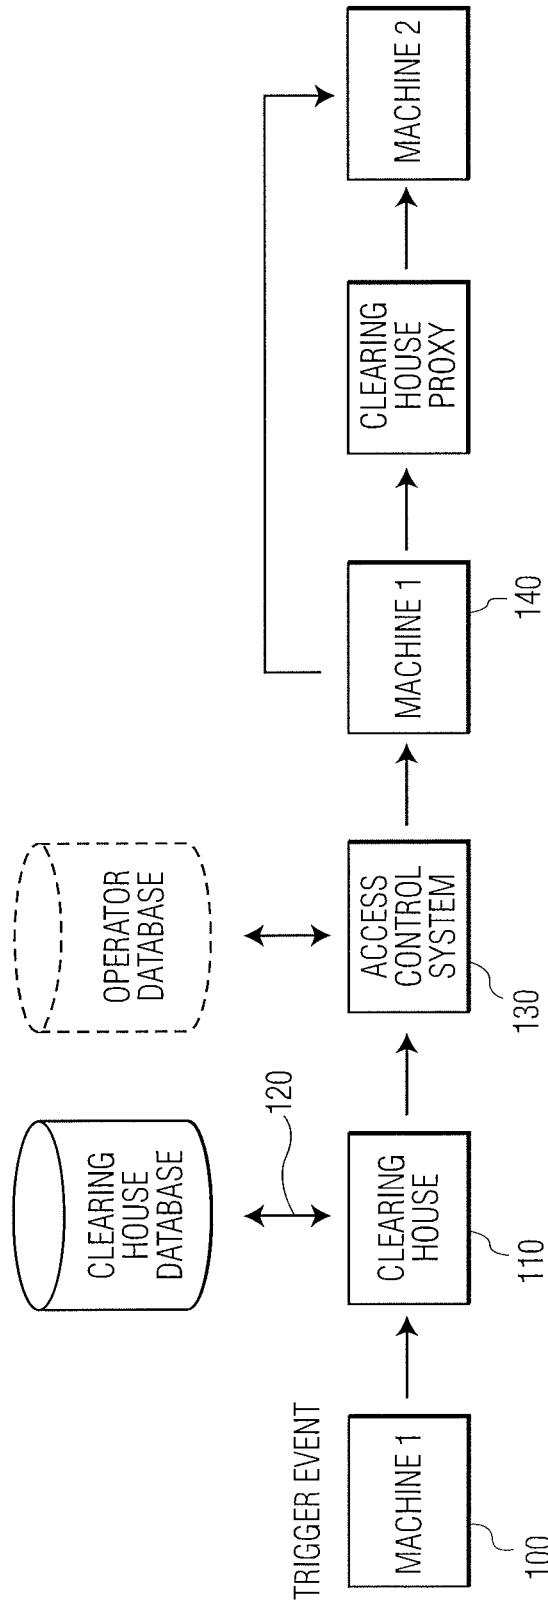 TRIGGER EVENT
MACHINE 1
100
CLEARING
HOUSE
110
CLEARING
HOUSE
DATABASE
120
ACCESS
CONTROL
SYSTEM
130
OPERATOR
DATABASE
MACHINE 1
140
CLEARING
HOUSE
PROXY
MACHINE 2